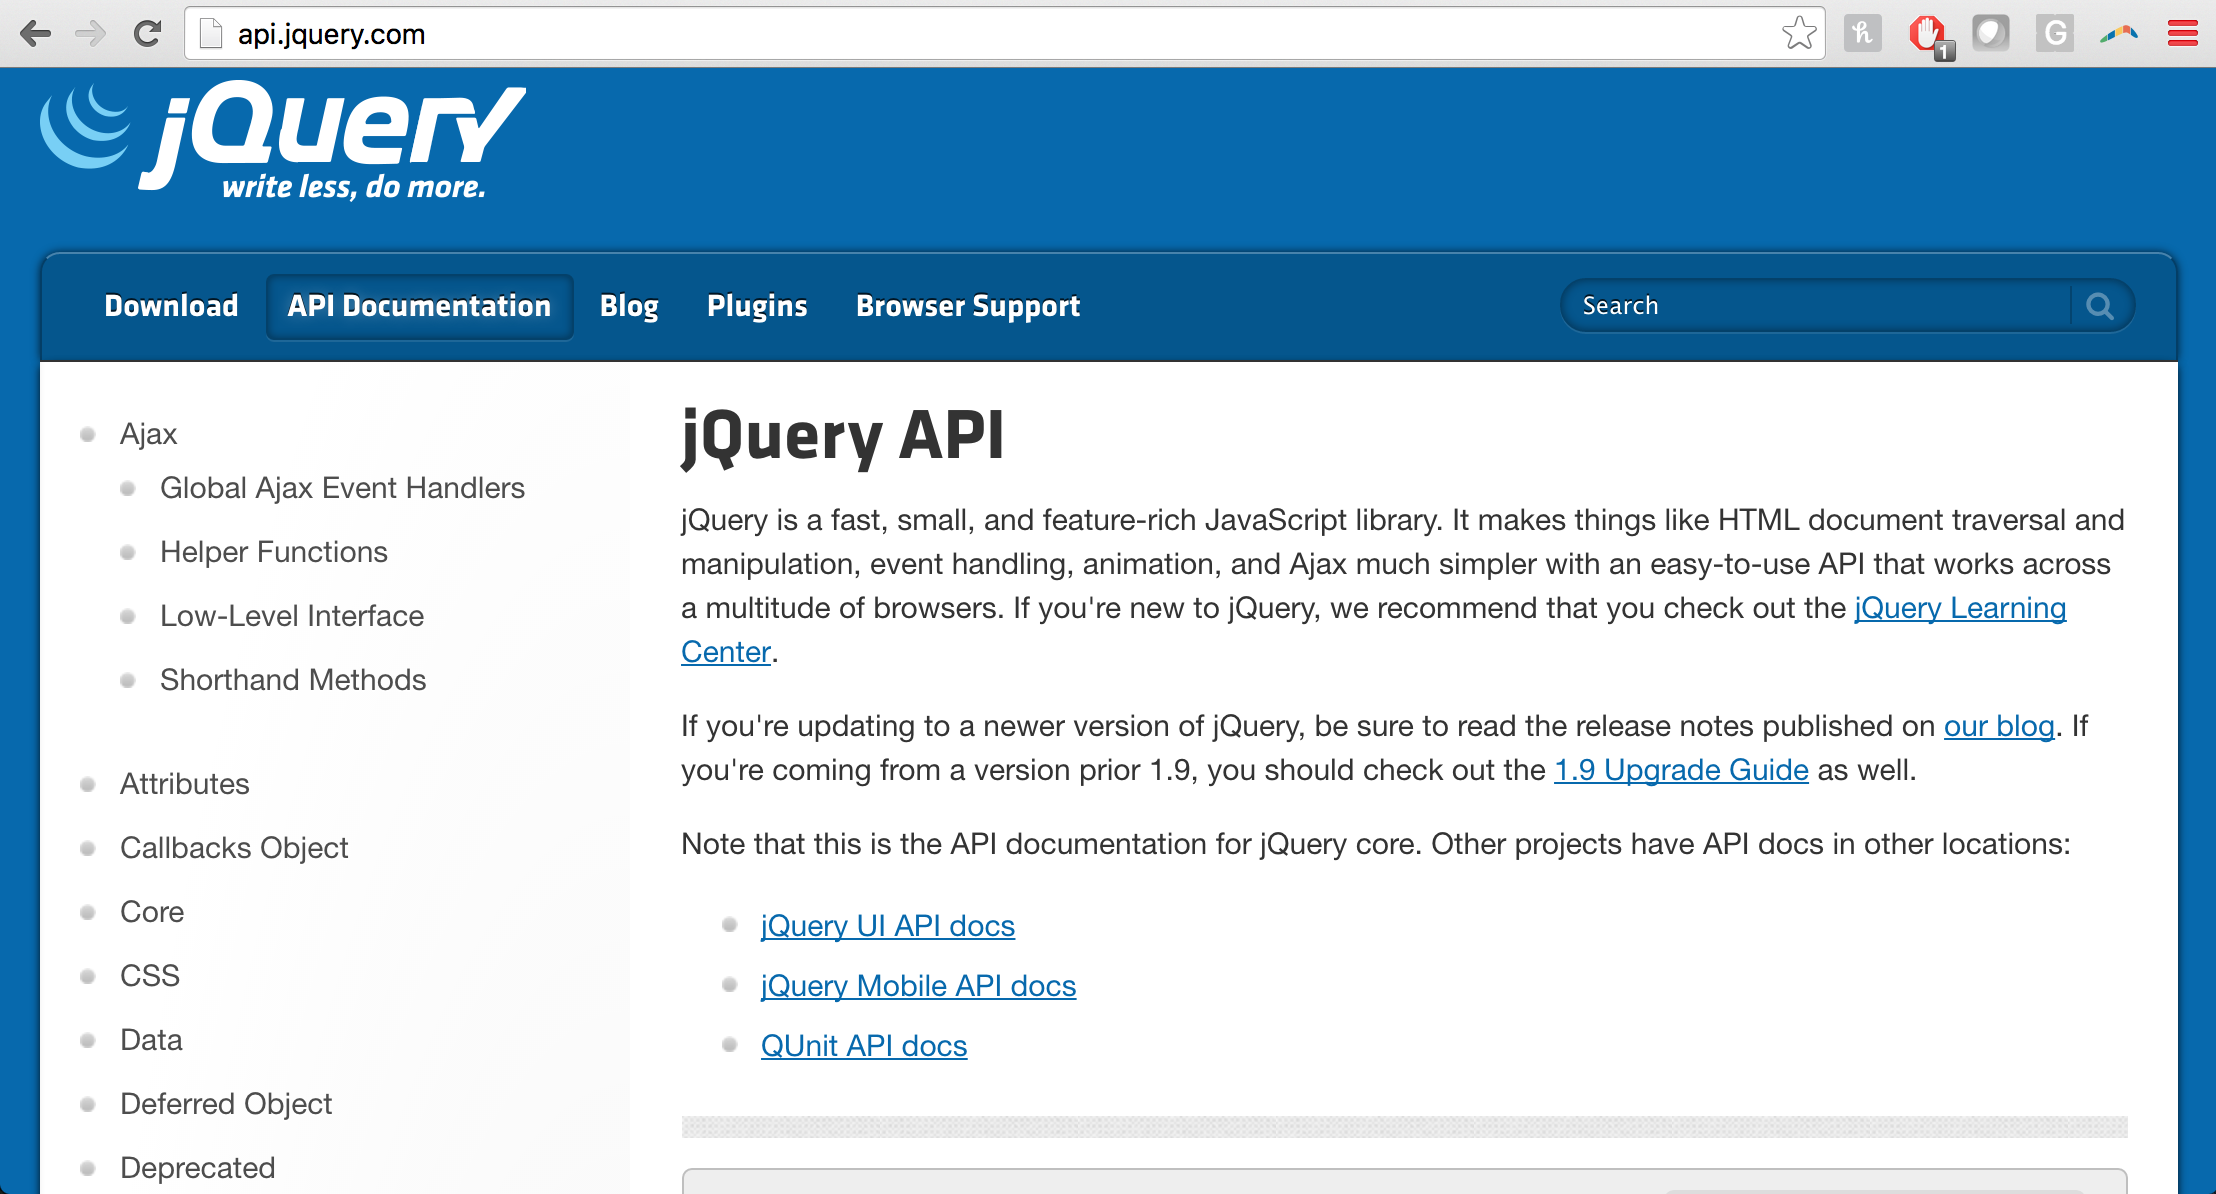 api.jquery.com
h
1
G
jQuery
write less, do more.
Download API Documentation Blog Plugins Browser Support Search
Ajax
Global Ajax Event Handlers
Helper Functions
Low-Level Interface
Shorthand Methods
Attributes
Callbacks Object
Core
CSS
Data
Deferred Object
Deprecated
jQuery API
jQuery is a fast, small, and feature-rich JavaScript library. It makes things like HTML document traversal and
manipulation, event handling, animation, and Ajax much simpler with an easy-to-use API that works across
a multitude of browsers. If you're new to jQuery, we recommend that you check out the jQuery Learning
Center.
If you're updating to a newer version of jQuery, be sure to read the release notes published on our blog. If
you're coming from a version prior 1.9, you should check out the 1.9 Upgrade Guide as well.
Note that this is the API documentation for jQuery core. Other projects have API docs in other locations:
jQuery UI API docs
jQuery Mobile API docs
QUnit API docs